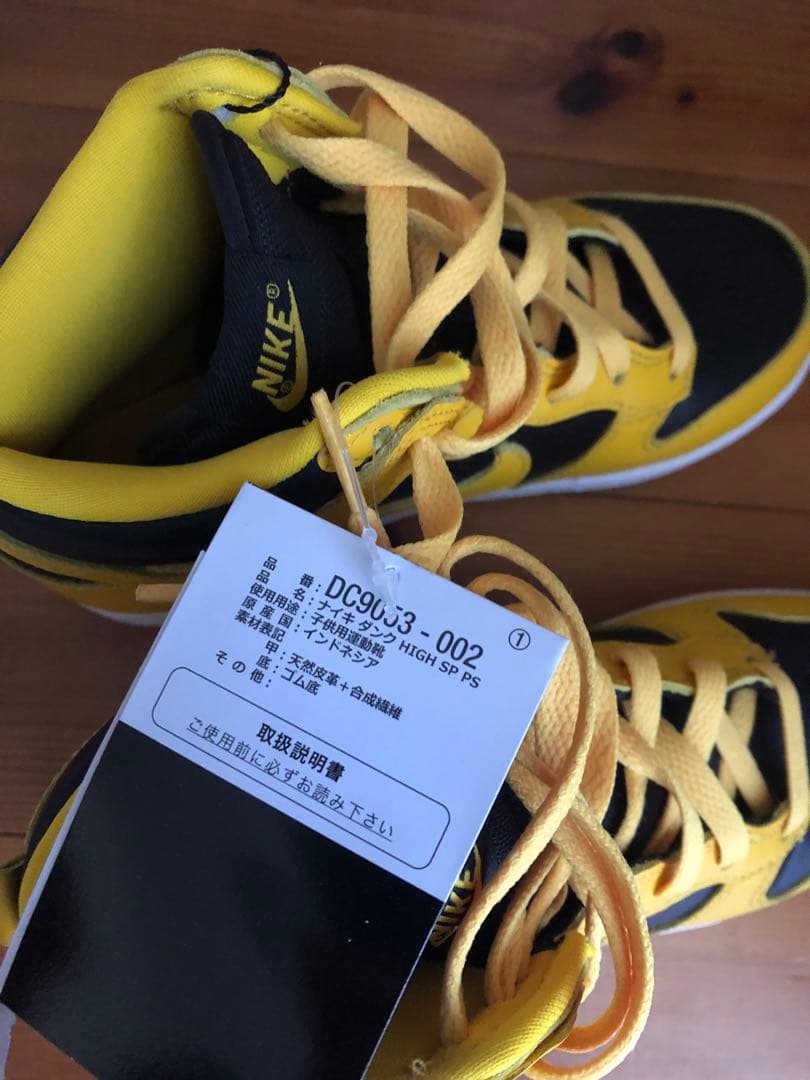 NIKE®
①
品 番 : DC9053 - 002
品 名 : ナイキ ダンク HIGH SP PS
使用用途 : 子供用運動靴
原 産 国 : インドネシア
素材表記
甲 : 天然皮革+合成繊維
底 : ゴム底
そ の 他 :
取扱説明書
ご使用前に必ずお読み下さい
NIKE